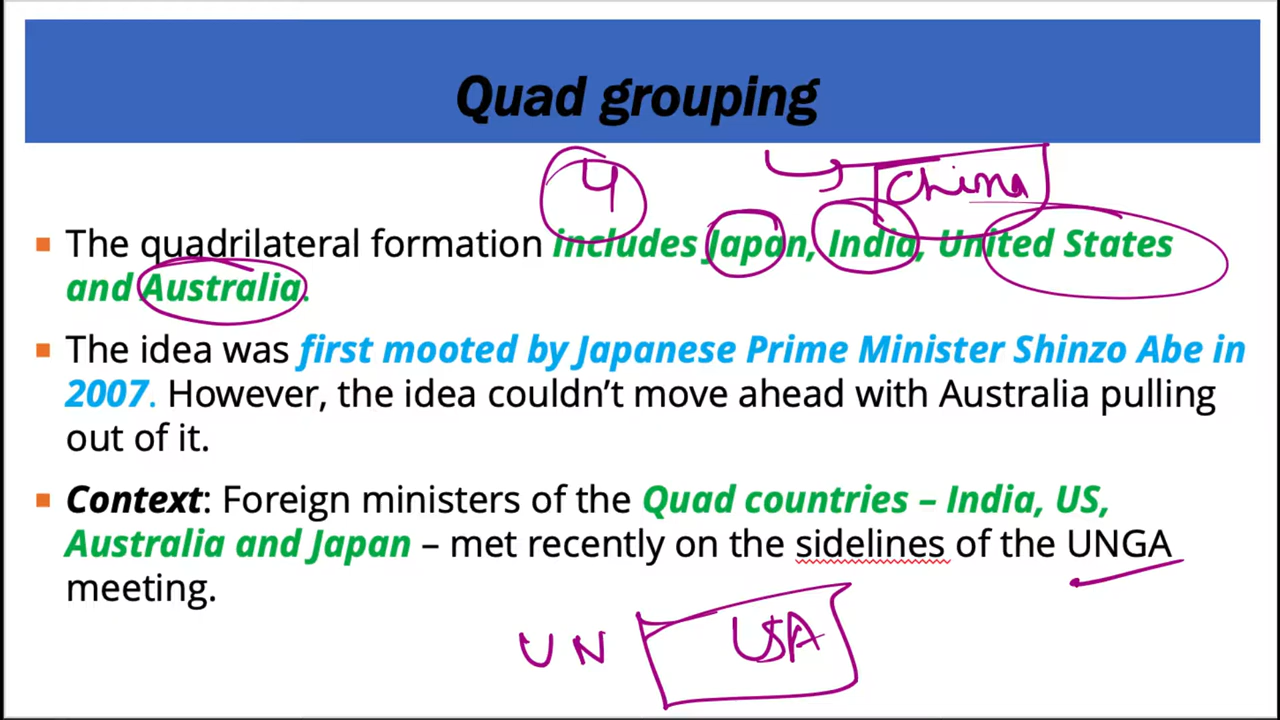 Quad grouping
4
China
The quadrilateral formation includes Japan, India, United States
and Australia.
The idea was first mooted by Japanese Prime Minister Shinzo Abe in
2007. However, the idea couldn’t move ahead with Australia pulling
out of it.
Context: Foreign ministers of the Quad countries – India, US,
Australia and Japan – met recently on the sidelines of the UNGA
meeting.
UN USA